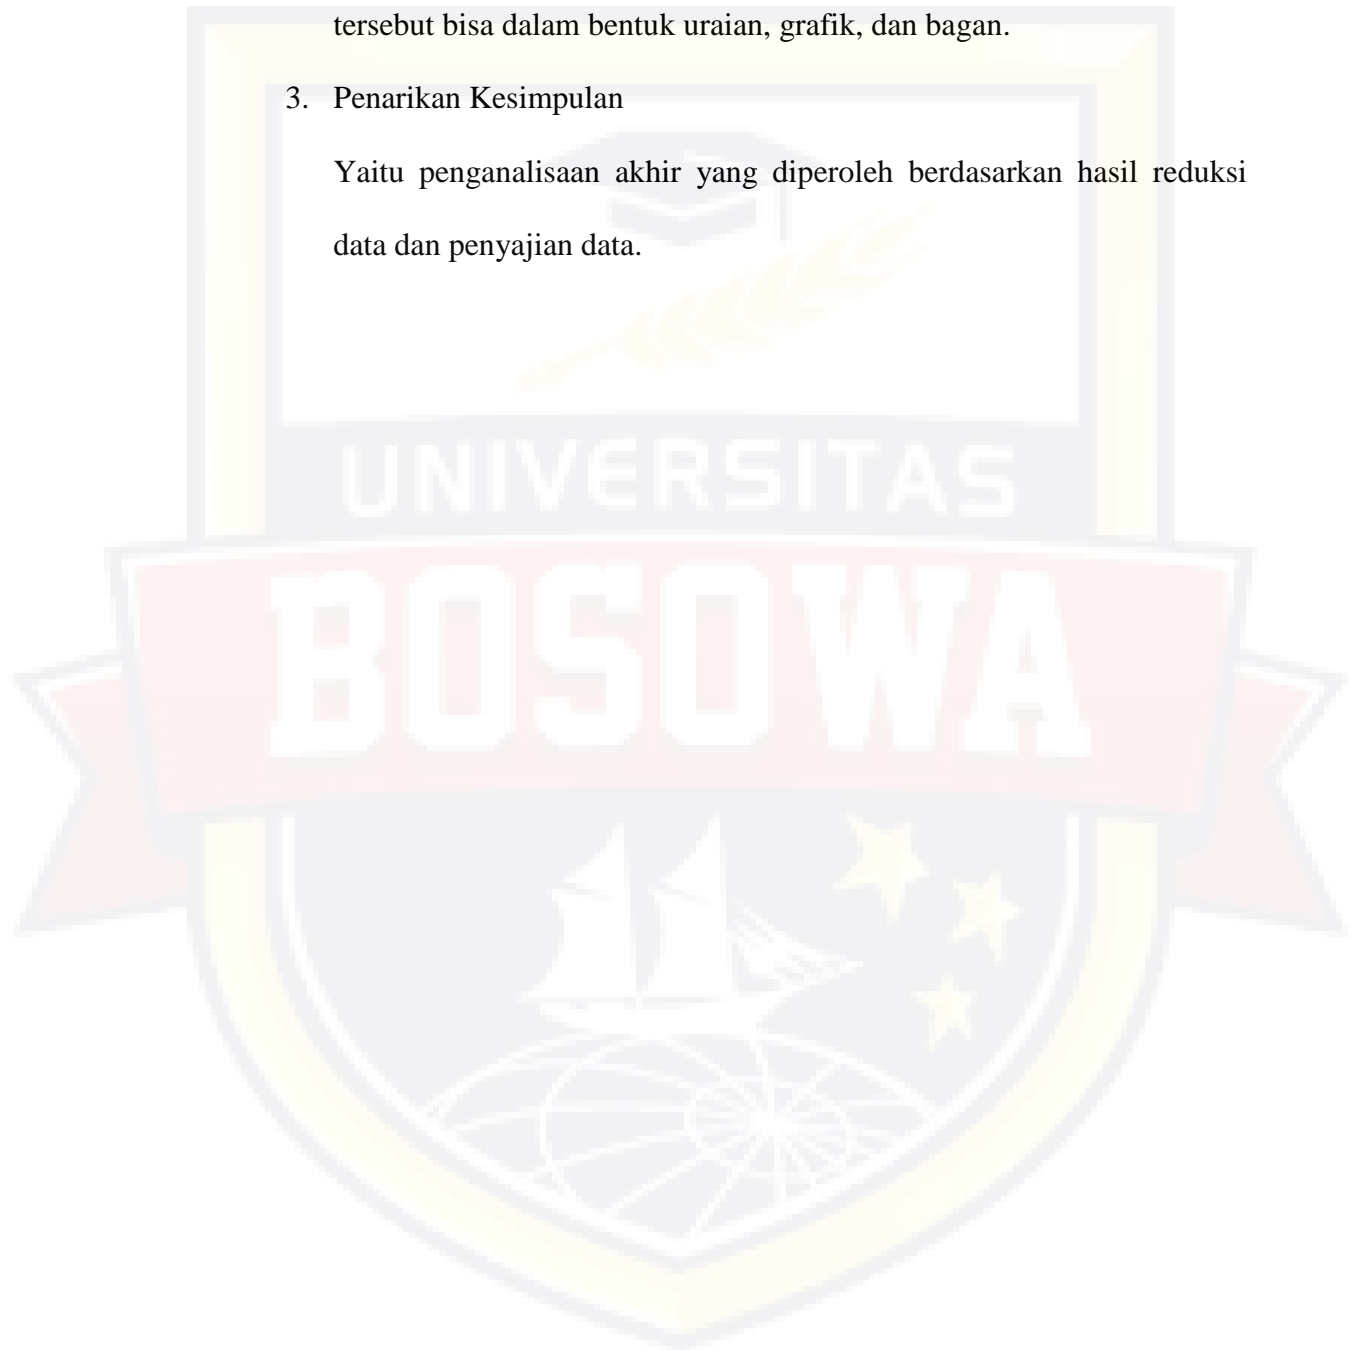 tersebut bisa dalam bentuk uraian, grafik, dan bagan.
3. Penarikan Kesimpulan
Yaitu penganalisaan akhir yang diperoleh berdasarkan hasil reduksi
data dan penyajian data.
UNIVERSITAS
BOSOWA